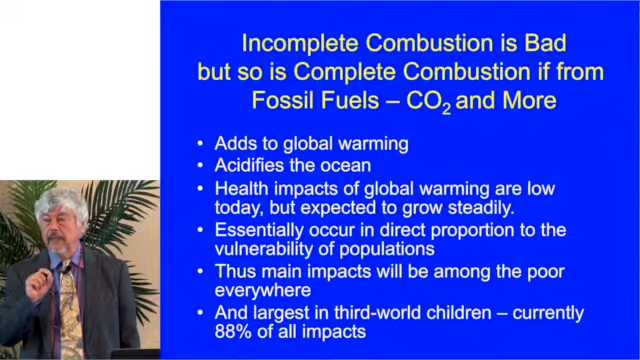 Incomplete Combustion is Bad
but so is Complete Combustion if from
Fossil Fuels – CO₂ and More
• Adds to global warming
• Acidifies the ocean
• Health impacts of global warming are low
today, but expected to grow steadily.
• Essentially occur in direct proportion to the
vulnerability of populations
• Thus main impacts will be among the poor
everywhere
• And largest in third-world children – currently
88% of all impacts